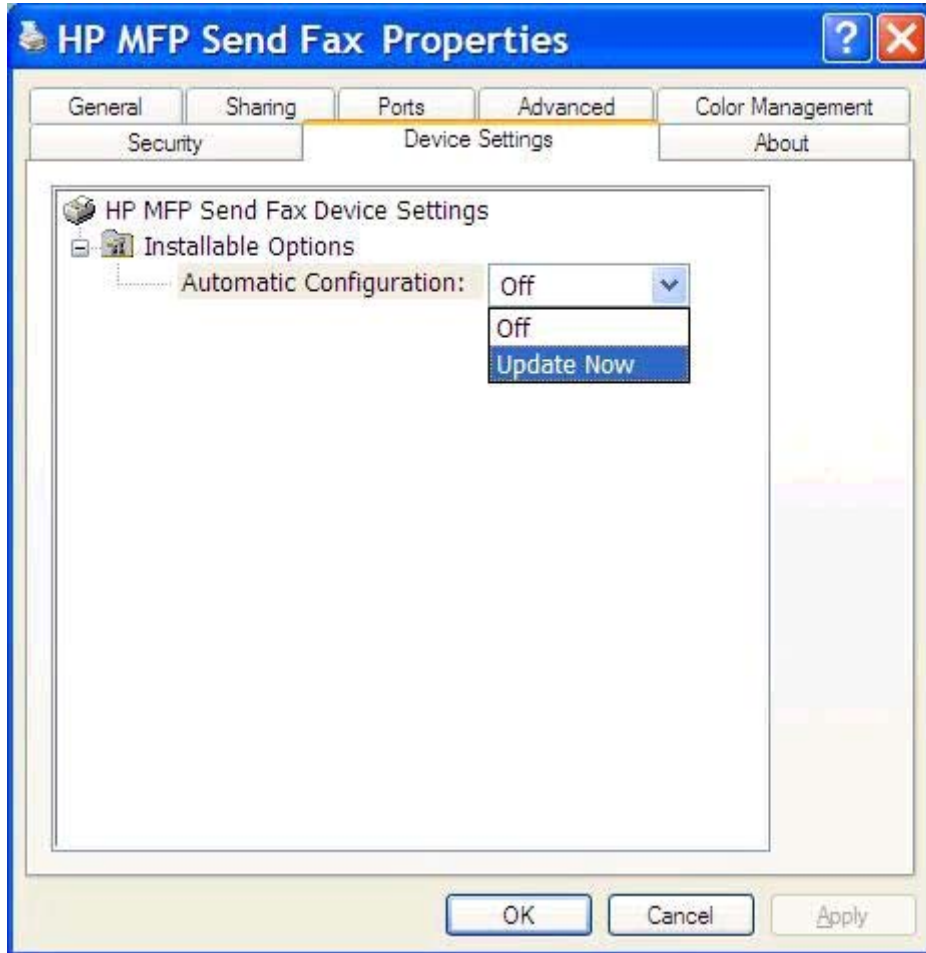 HP MFP Send Fax Properties
General Sharing Ports Advanced Color Management
Security Device Settings About
HP MFP Send Fax Device Settings
Installable Options
Automatic Configuration: Off
Off
Update Now
OK Cancel Apply